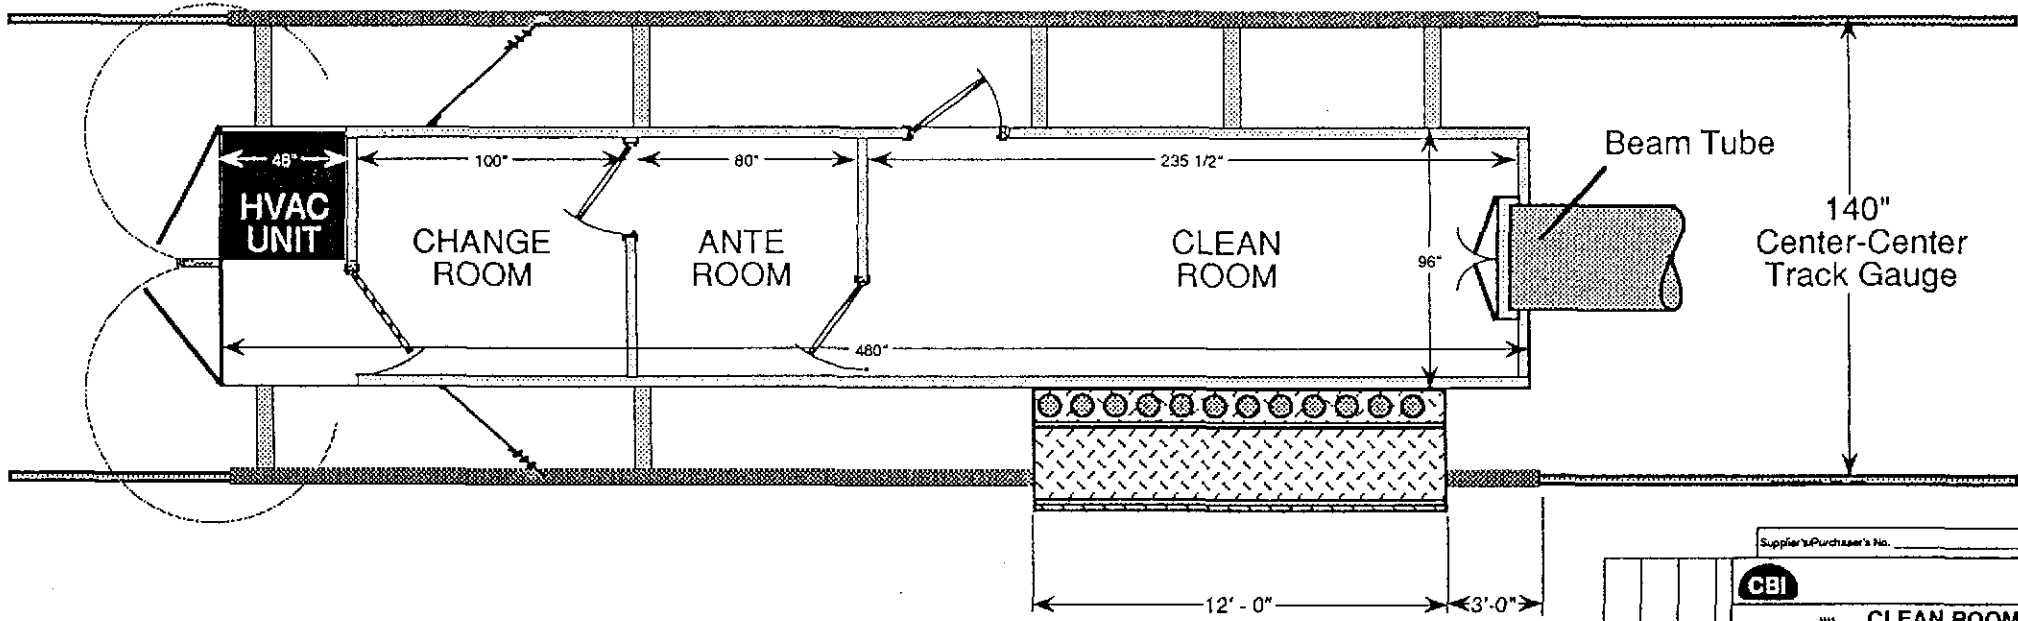 48"
100"
80"
235 1/2"
Beam Tube
HVAC
UNIT
CHANGE
ROOM
ANTE
ROOM
CLEAN
ROOM
96"
140"
Center-Center
Track Gauge
480"
12' - 0"
3'-0"
Supplier's/Purchaser's No.
CBI
CLEAN ROOM